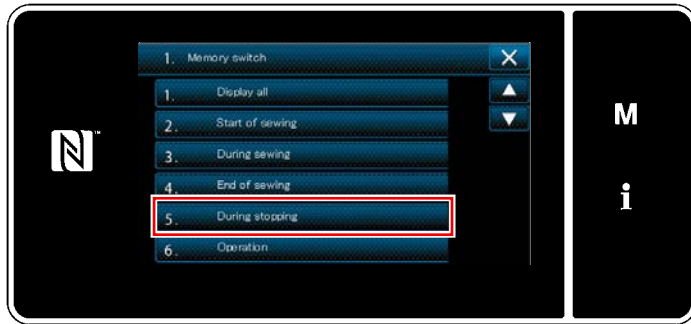 1. Memory switch
1. Display all
2. Start of sewing
3. During sewing
4. End of sewing
5. During stopping
6. Operation
M
i